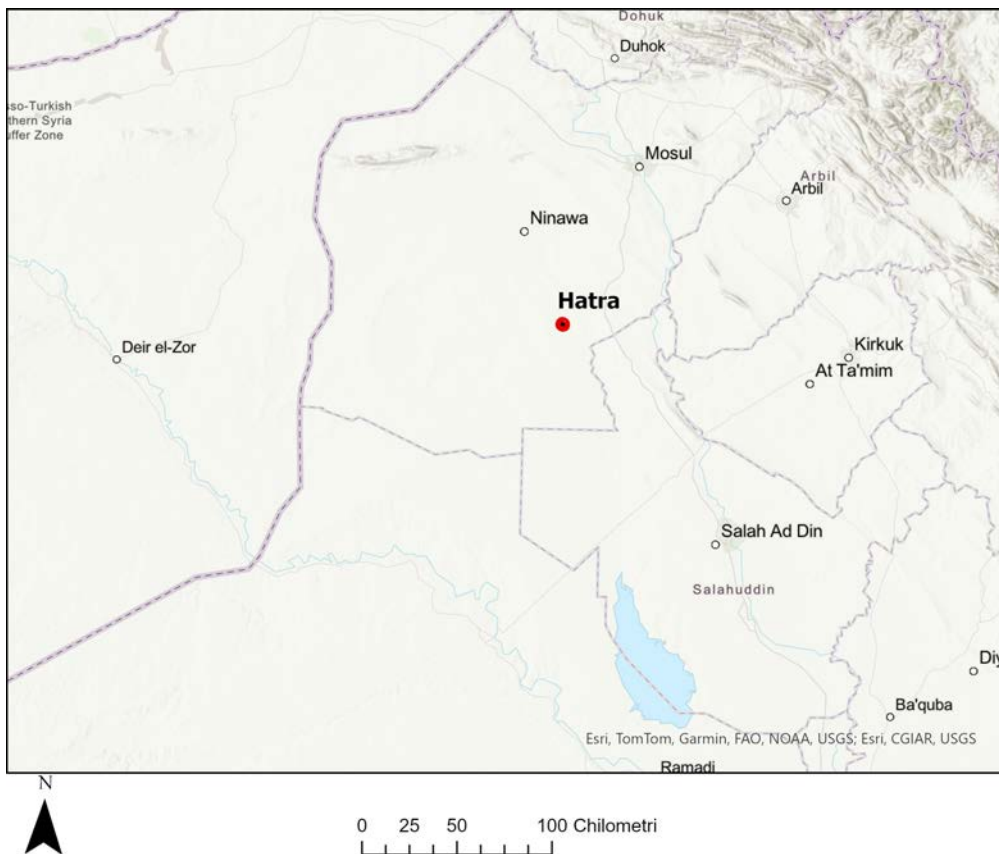 Dohuk
Duhok
sso-Turkish
thern Syria
uffer Zone
Mosul
Arbil
Arbil
Ninawa
Hatra
Deir el-Zor
Kirkuk
At Ta'mim
Salah Ad Din
Salahuddin
Diy
Ba'quba
Esri, TomTom, Garmin, FAO, NOAA, USGS; Esri, CGIAR, USGS
Ramadi
N
0 25 50 100 Chilometri